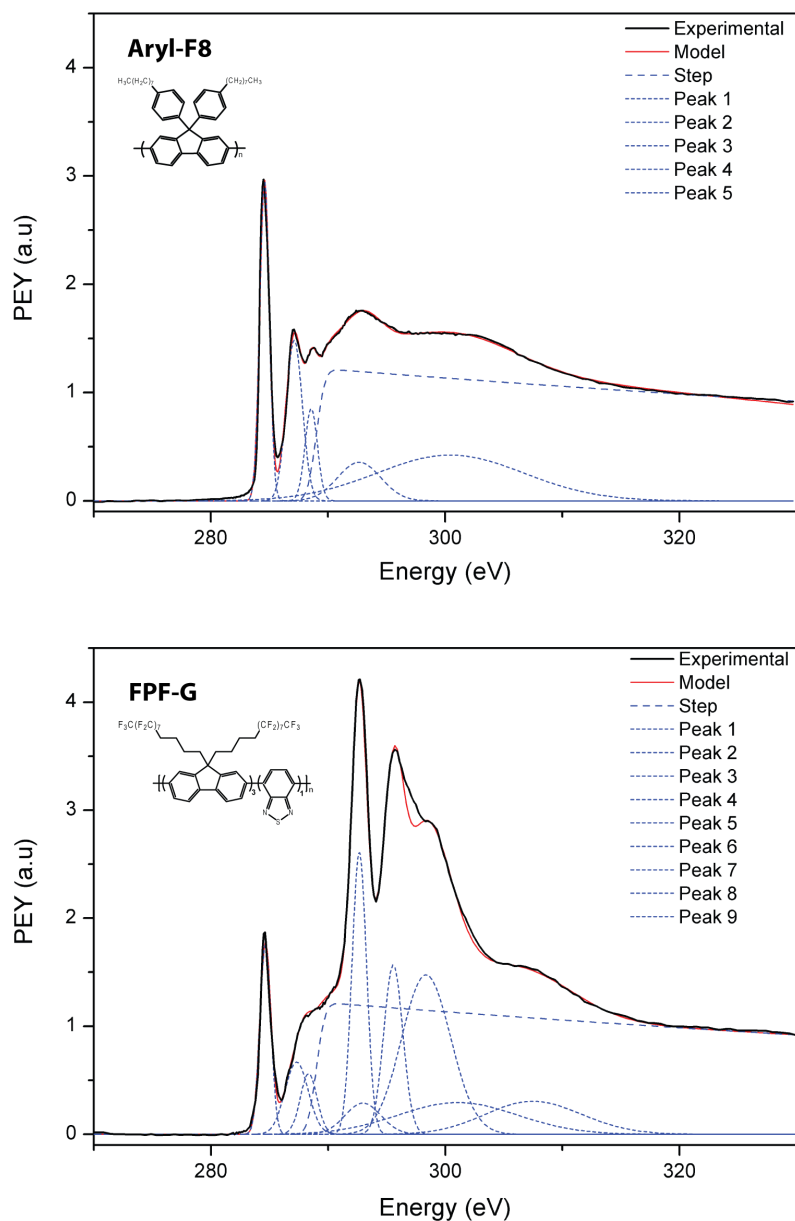 Aryl-F8
H₃C(H₂C)₇
(CH₂)₇CH₃
n
Experimental
Model
Step
Peak 1
Peak 2
Peak 3
Peak 4
Peak 5
4
3
2
1
0
PEY (a.u)
280
300
320
Energy (eV)
FPF-G
F₃C(F₂C)₇
(CF₂)₇CF₃
3
1
n
N
S
N
Experimental
Model
Step
Peak 1
Peak 2
Peak 3
Peak 4
Peak 5
Peak 6
Peak 7
Peak 8
Peak 9
4
3
2
1
0
PEY (a.u)
280
300
320
Energy (eV)